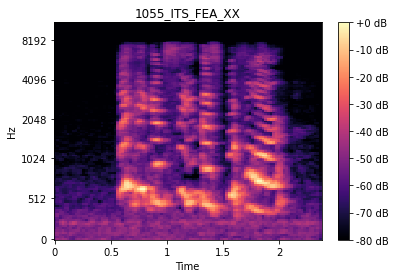 1055_ITS_FEA_XX
+0 dB
8192
-10 dB
4096
-20 dB
-30 dB
2048
Hz
-40 dB
1024
-50 dB
512
-60 dB
-70 dB
0
-80 dB
0 0.5 1 1.5 2
Time